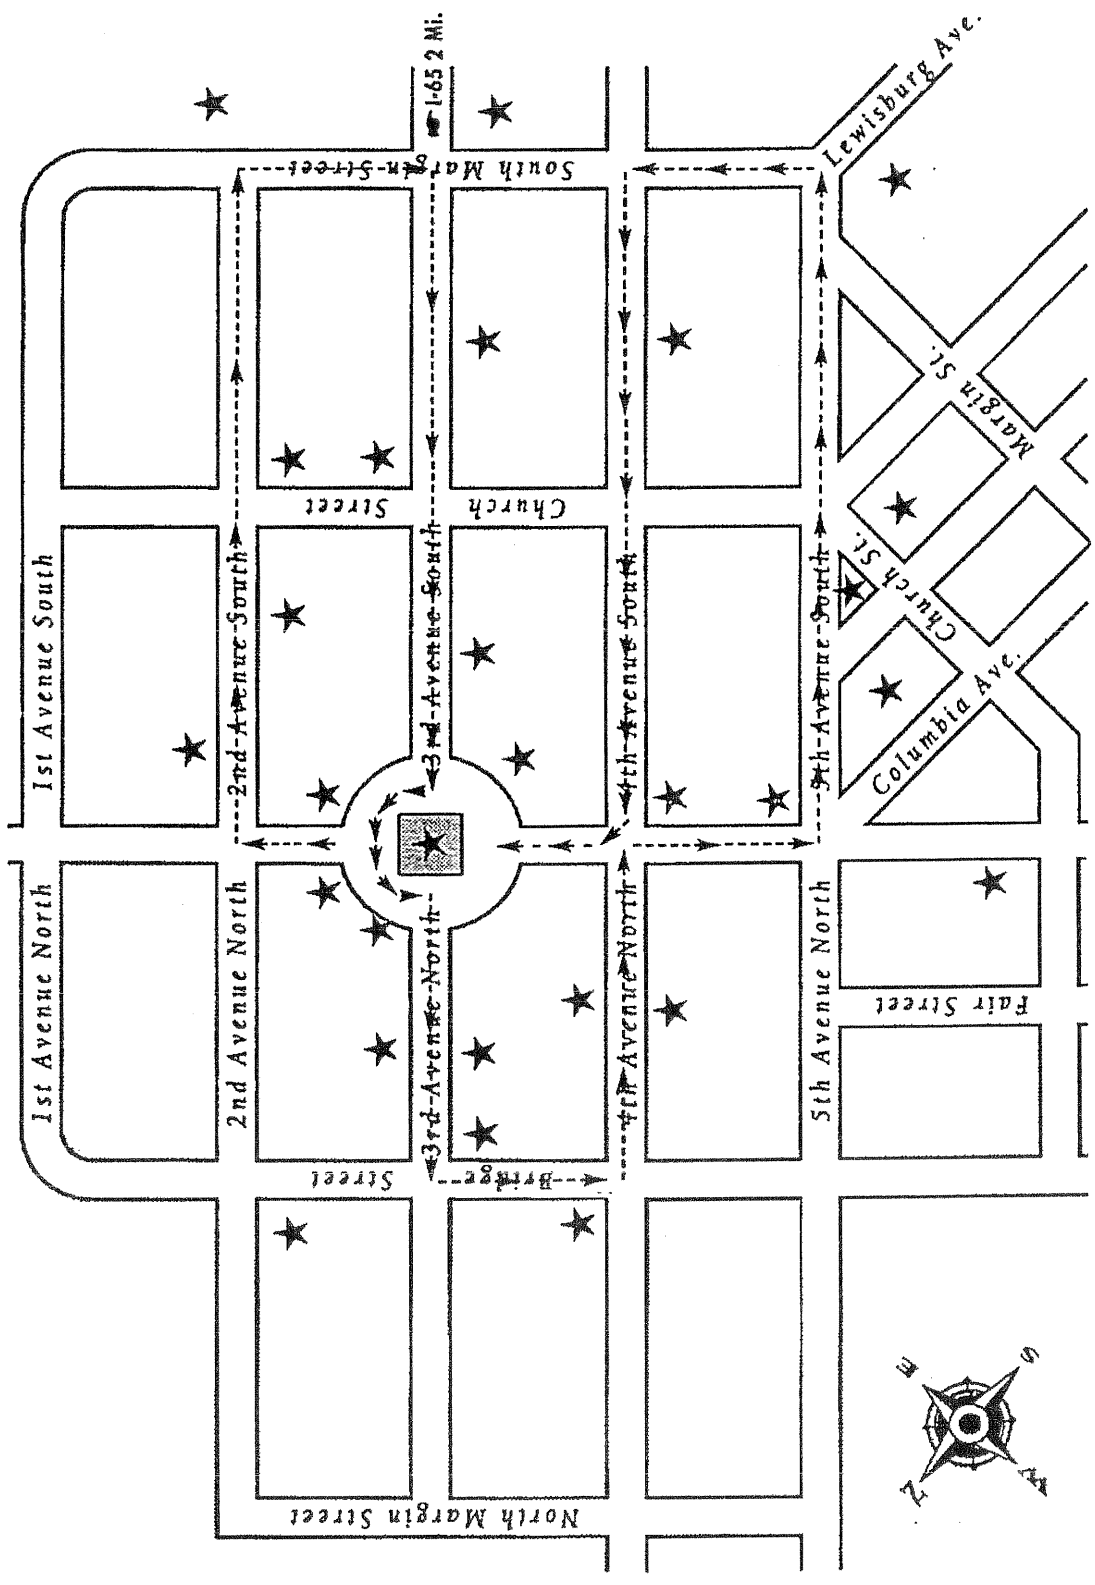 I-65 2 Mi.
Lewisburg Ave.
South Margin Street
Margin St.
Church Street
Church St.
1st Avenue South
2nd Avenue South
3rd Avenue South
4th Avenue South
5th Avenue South
Columbia Ave.
1st Avenue North
2nd Avenue North
3rd Avenue North
4th Avenue North
5th Avenue North
Fair Street
Bridge Street
North Margin Street
E
S
N
W